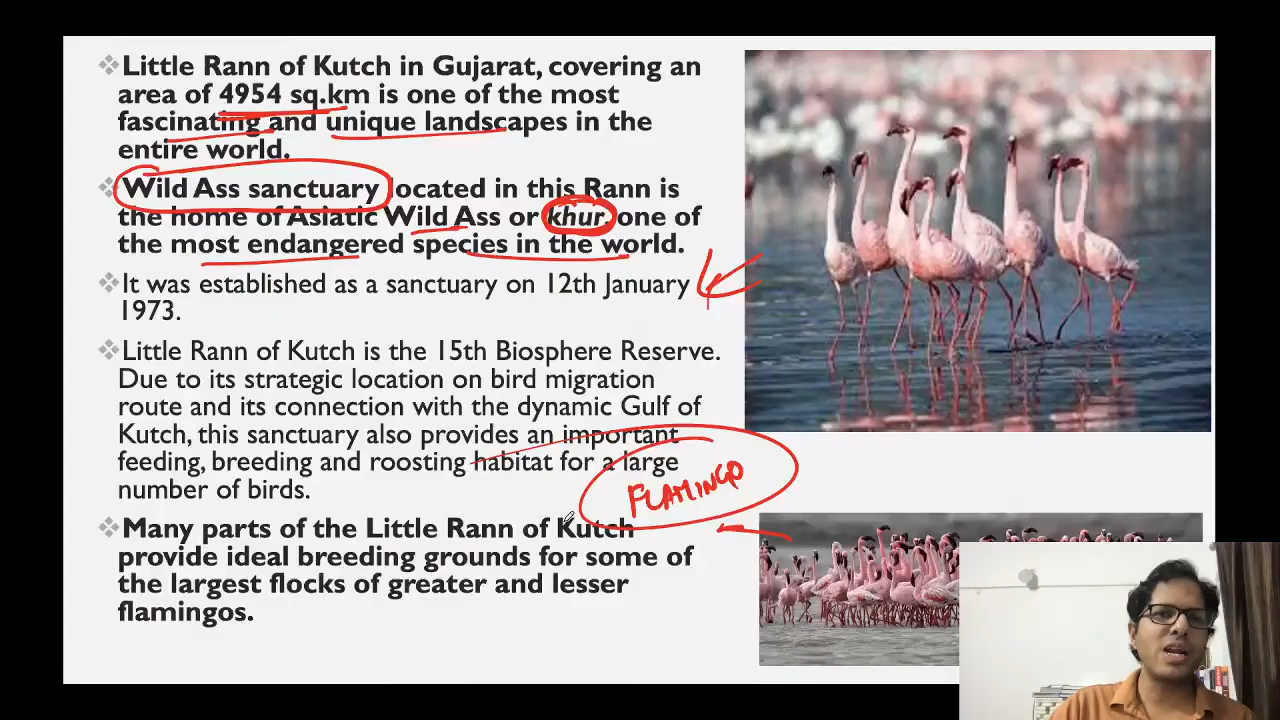 ❖Little Rann of Kutch in Gujarat, covering an
area of 4954 sq.km is one of the most
fascinating and unique landscapes in the
entire world.
❖Wild Ass sanctuary located in this Rann is
the home of Asiatic Wild Ass or khur, one of
the most endangered species in the world.
❖It was established as a sanctuary on 12th January
1973.
❖Little Rann of Kutch is the 15th Biosphere Reserve.
Due to its strategic location on bird migration
route and its connection with the dynamic Gulf of
Kutch, this sanctuary also provides an important
feeding, breeding and roosting habitat for a large
number of birds.
FLAMINGO
❖Many parts of the Little Rann of Kutch
provide ideal breeding grounds for some of
the largest flocks of greater and lesser
flamingos.